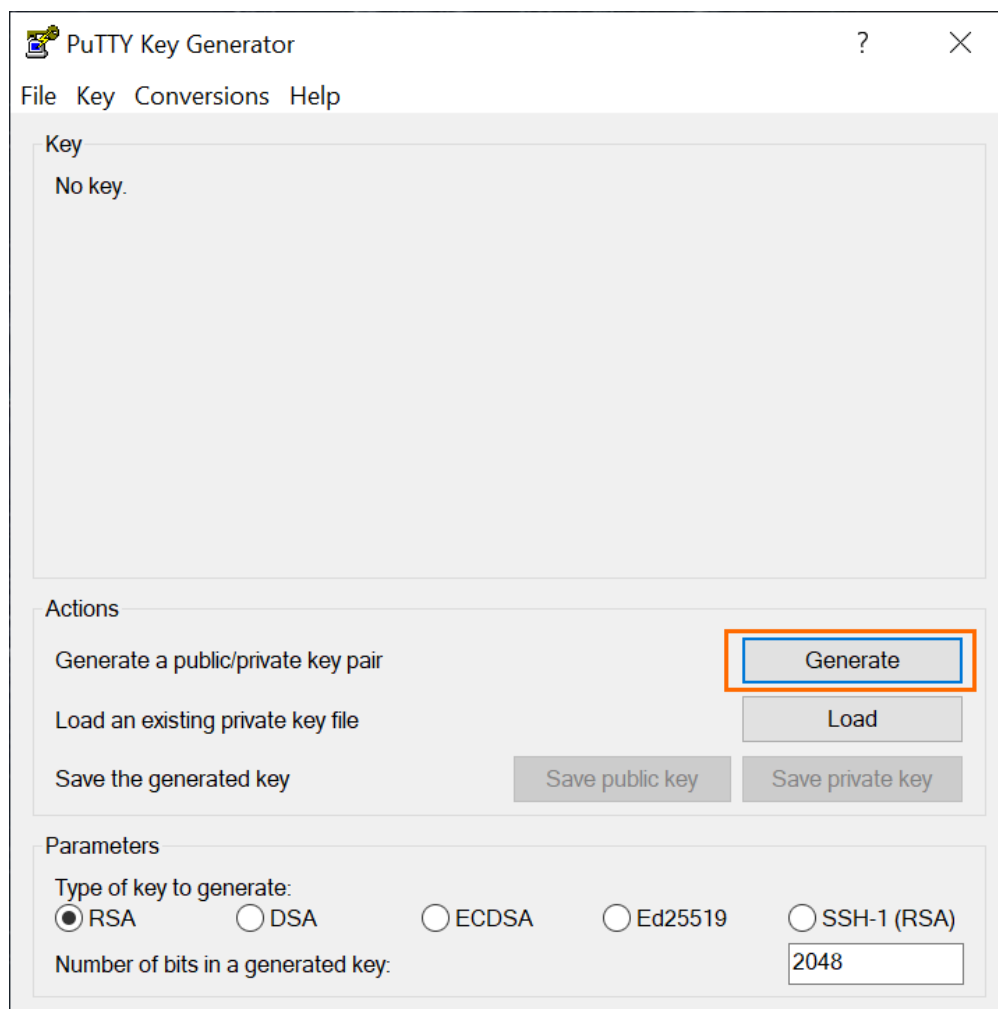 PuTTY Key Generator ?
File Key Conversions Help
Key
No key.
Actions
Generate a public/private key pair Generate
Load an existing private key file Load
Save the generated key Save public key Save private key
Parameters
Type of key to generate:
RSA DSA ECDSA Ed25519 SSH-1 (RSA)
Number of bits in a generated key: 2048